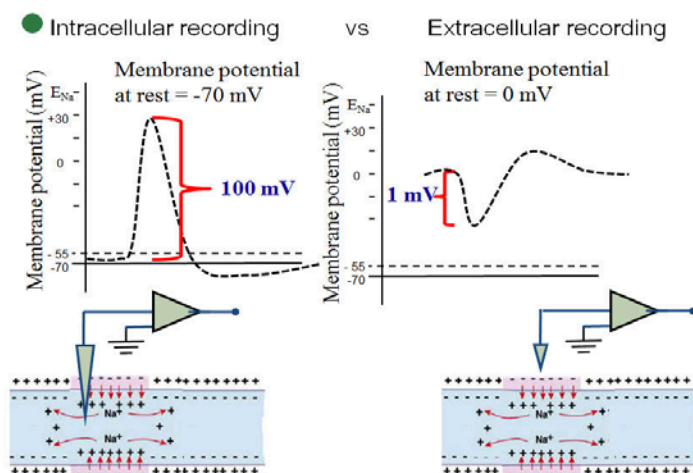 Intracellular recording vs Extracellular recording
Membrane potential
at rest = -70 mV
Membrane potential (mV)
E_Na
+30
0
-55
-70
100 mV
Membrane potential
at rest = 0 mV
Membrane potential (mV)
E_Na
+30
0
-55
-70
1 mV
+++++
- - - -
++++++++++
Na⁺
Na⁺
+++++
++++++++++
+++++
- - - -
++++++++++
Na⁺
Na⁺
+++++
++++++++++